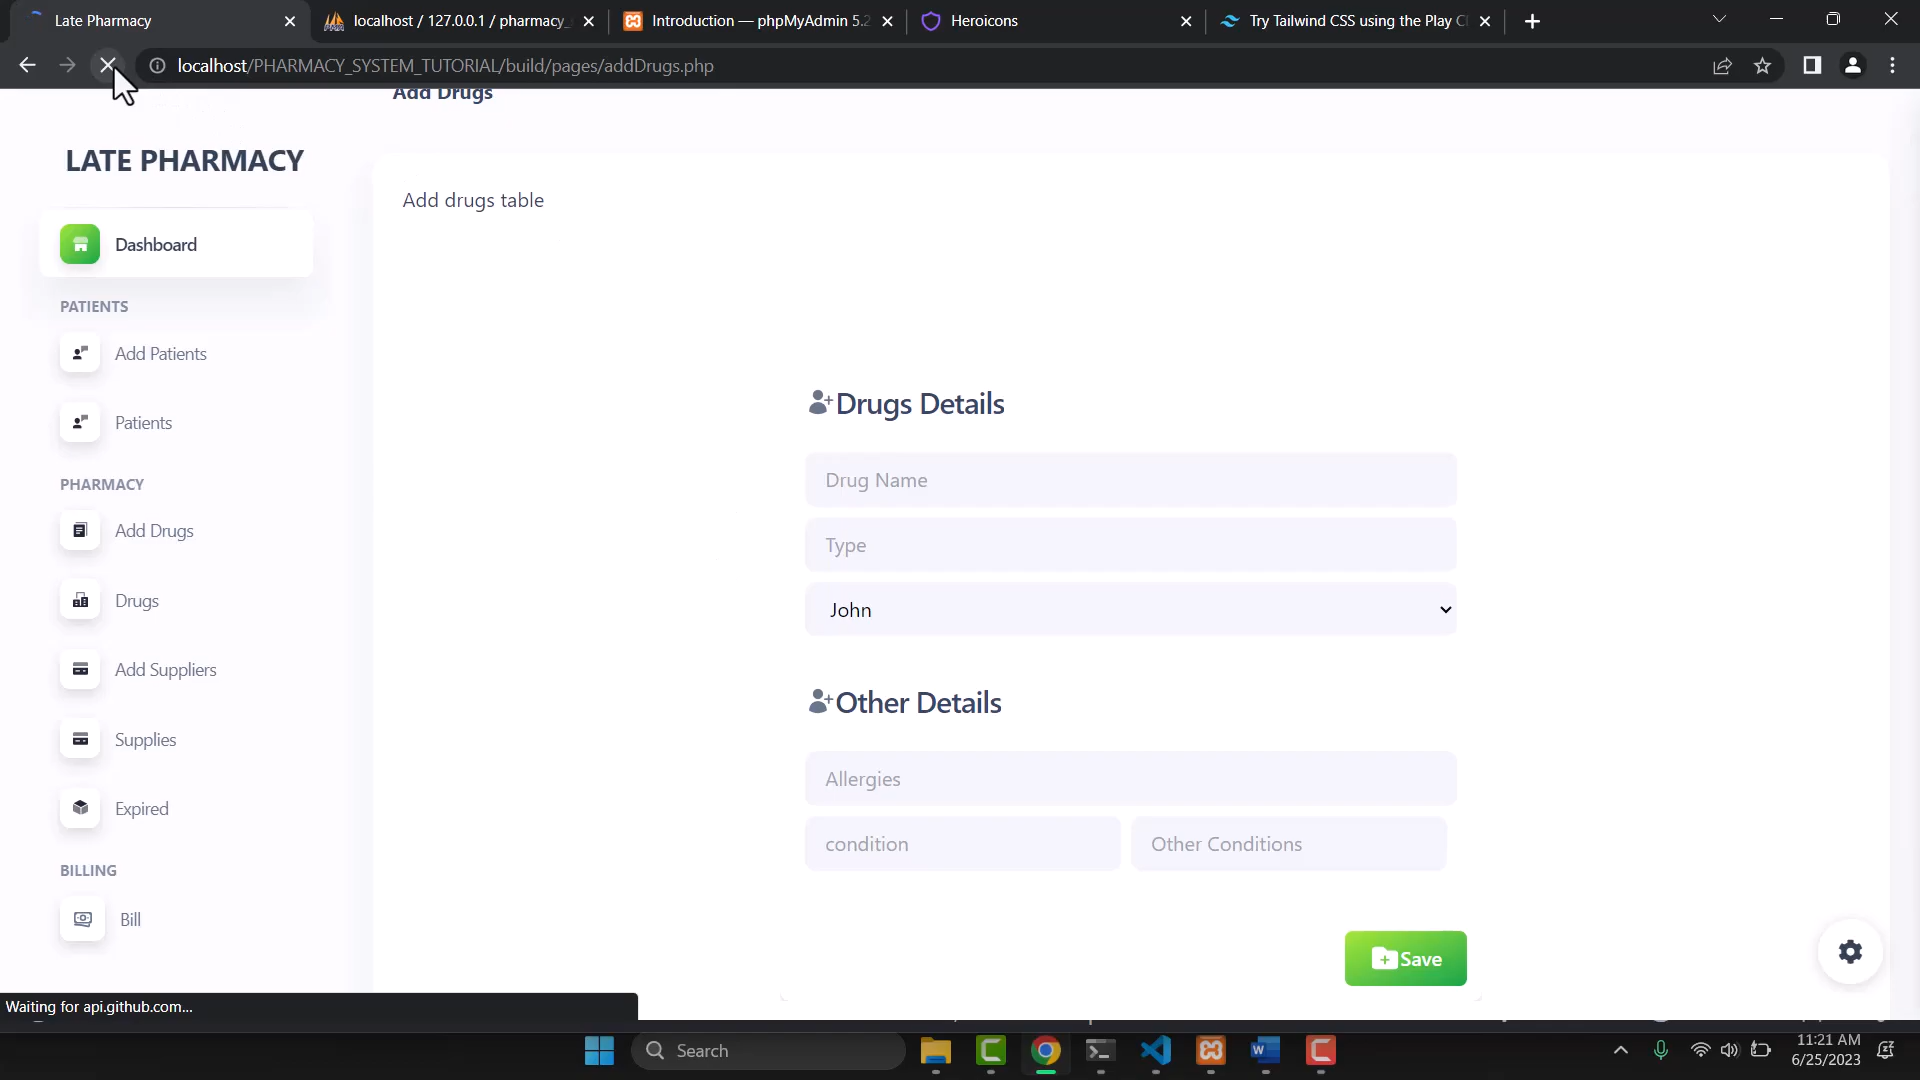 Late Pharmacy
localhost / 127.0.0.1 / pharmacy_
Introduction — phpMyAdmin 5.2
Heroicons
Try Tailwind CSS using the Play C
localhost/PHARMACY_SYSTEM_TUTORIAL/build/pages/addDrugs.php
Add Drugs
LATE PHARMACY
Add drugs table
Dashboard
PATIENTS
Add Patients
Patients
PHARMACY
Add Drugs
Drugs
Add Suppliers
Supplies
Expired
BILLING
Bill
Drugs Details
Drug Name
Type
John
Other Details
Allergies
condition
Other Conditions
Save
Waiting for api.github.com...
Search
11:21 AM
6/25/2023